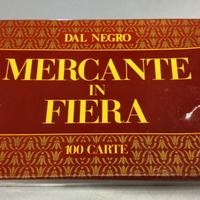 DAL NEGRO
MERCANTE
IN
FIERA
100 CARTE